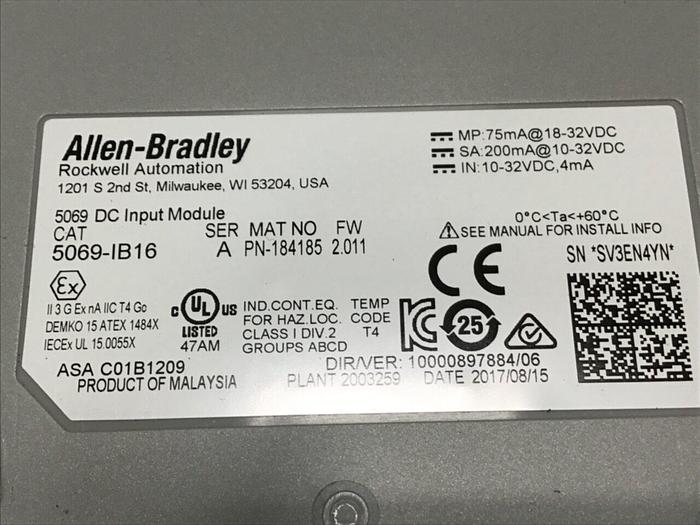 Allen-Bradley
Rockwell Automation
1201 S 2nd St, Milwaukee, WI 53204, USA
MP: 75mA@18-32VDC
SA: 200mA@10-32VDC
IN: 10-32VDC, 4mA
5069 DC Input Module
CAT SER MAT NO FW
5069-IB16 A PN-184185 2.011
0°C<Ta<+60°C
SEE MANUAL FOR INSTALL INFO
SN *SV3EN4YN*
Ex
II 3 G Ex nA IIC T4 Gc
DEMKO 15 ATEX 1484X
IECEx UL 15.0055X
c UL US
LISTED
47AM
IND.CONT.EQ.
FOR HAZ.LOC.
CLASS I DIV.2
GROUPS ABCD
TEMP
CODE
T4
CE
25
ASA C01B1209
PRODUCT OF MALAYSIA
DIR/VER: 10000897884/06
PLANT 2003259 DATE 2017/08/15